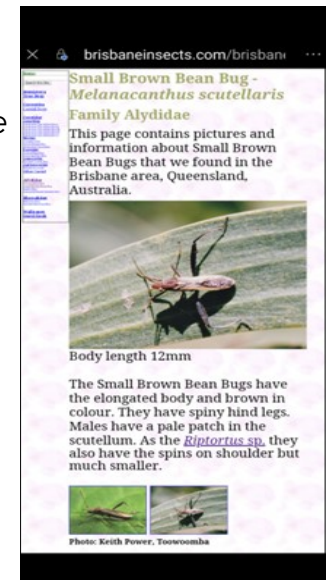 e
brisbaneinsects.com/brisban
Small Brown Bean Bug -
Melanacanthus scutellaris
Family Alydidae
This page contains pictures and
information about Small Brown
Bean Bugs that we found in the
Brisbane area, Queensland,
Australia.
Body length 12mm
The Small Brown Bean Bugs have
the elongated body and brown in
colour. They have spiny hind legs.
Males have a pale patch in the
scutellum. As the Riptortus sp. they
also have the spins on shoulder but
much smaller.
Photo: Keith Power, Toowoomba